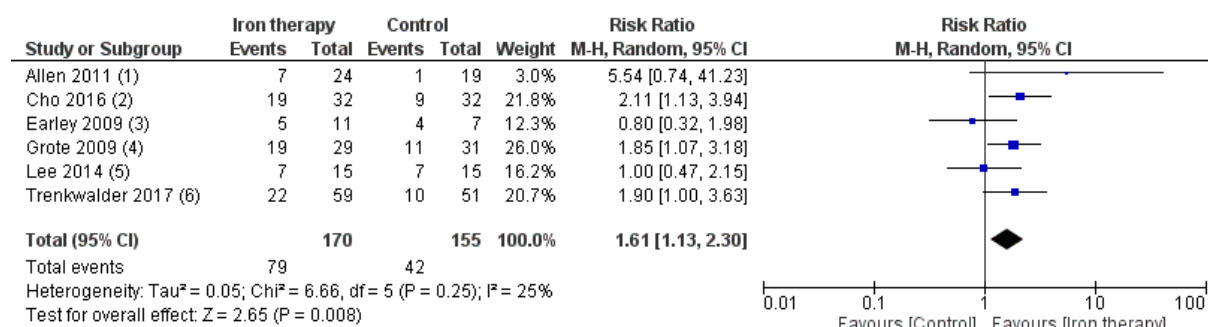 Iron therapy Control Risk Ratio Risk Ratio
Study or Subgroup Events Total Events Total Weight M-H, Random, 95% CI M-H, Random, 95% CI
Allen 2011 (1) 7 24 1 19 3.0% 5.54 [0.74, 41.23]
Cho 2016 (2) 19 32 9 32 21.8% 2.11 [1.13, 3.94]
Earley 2009 (3) 5 11 4 7 12.3% 0.80 [0.32, 1.98]
Grote 2009 (4) 19 29 11 31 26.0% 1.85 [1.07, 3.18]
Lee 2014 (5) 7 15 7 15 16.2% 1.00 [0.47, 2.15]
Trenkwalder 2017 (6) 22 59 10 51 20.7% 1.90 [1.00, 3.63]
Total (95% CI) 170 155 100.0% 1.61 [1.13, 2.30]
Total events 79 42
Heterogeneity: Tau² = 0.05; Chi² = 6.66, df = 5 (P = 0.25); I² = 25%
Test for overall effect: Z = 2.65 (P = 0.008)
0.01 0.1 1 10 100
Favours [Control] Favours [Iron therapy]